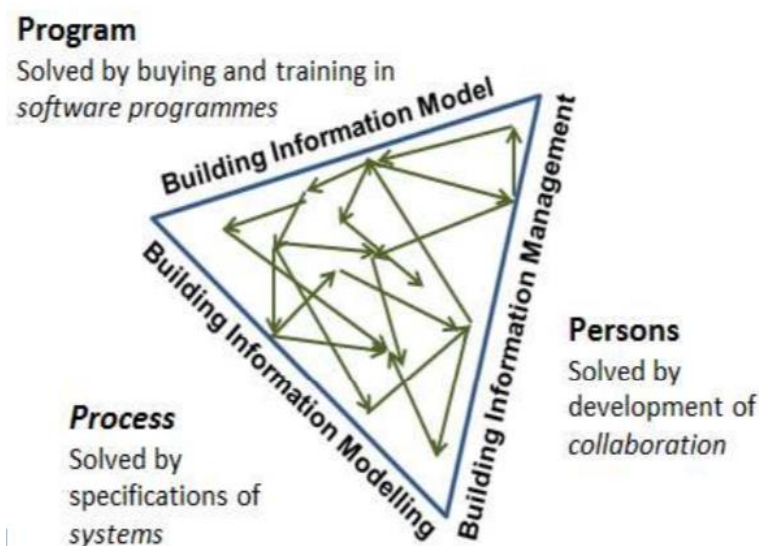 Program
Solved by buying and training in
software programmes
Building Information Model
Building Information Management
Building Information Modelling
Persons
Solved by
development of
collaboration
Process
Solved by
specifications of
systems